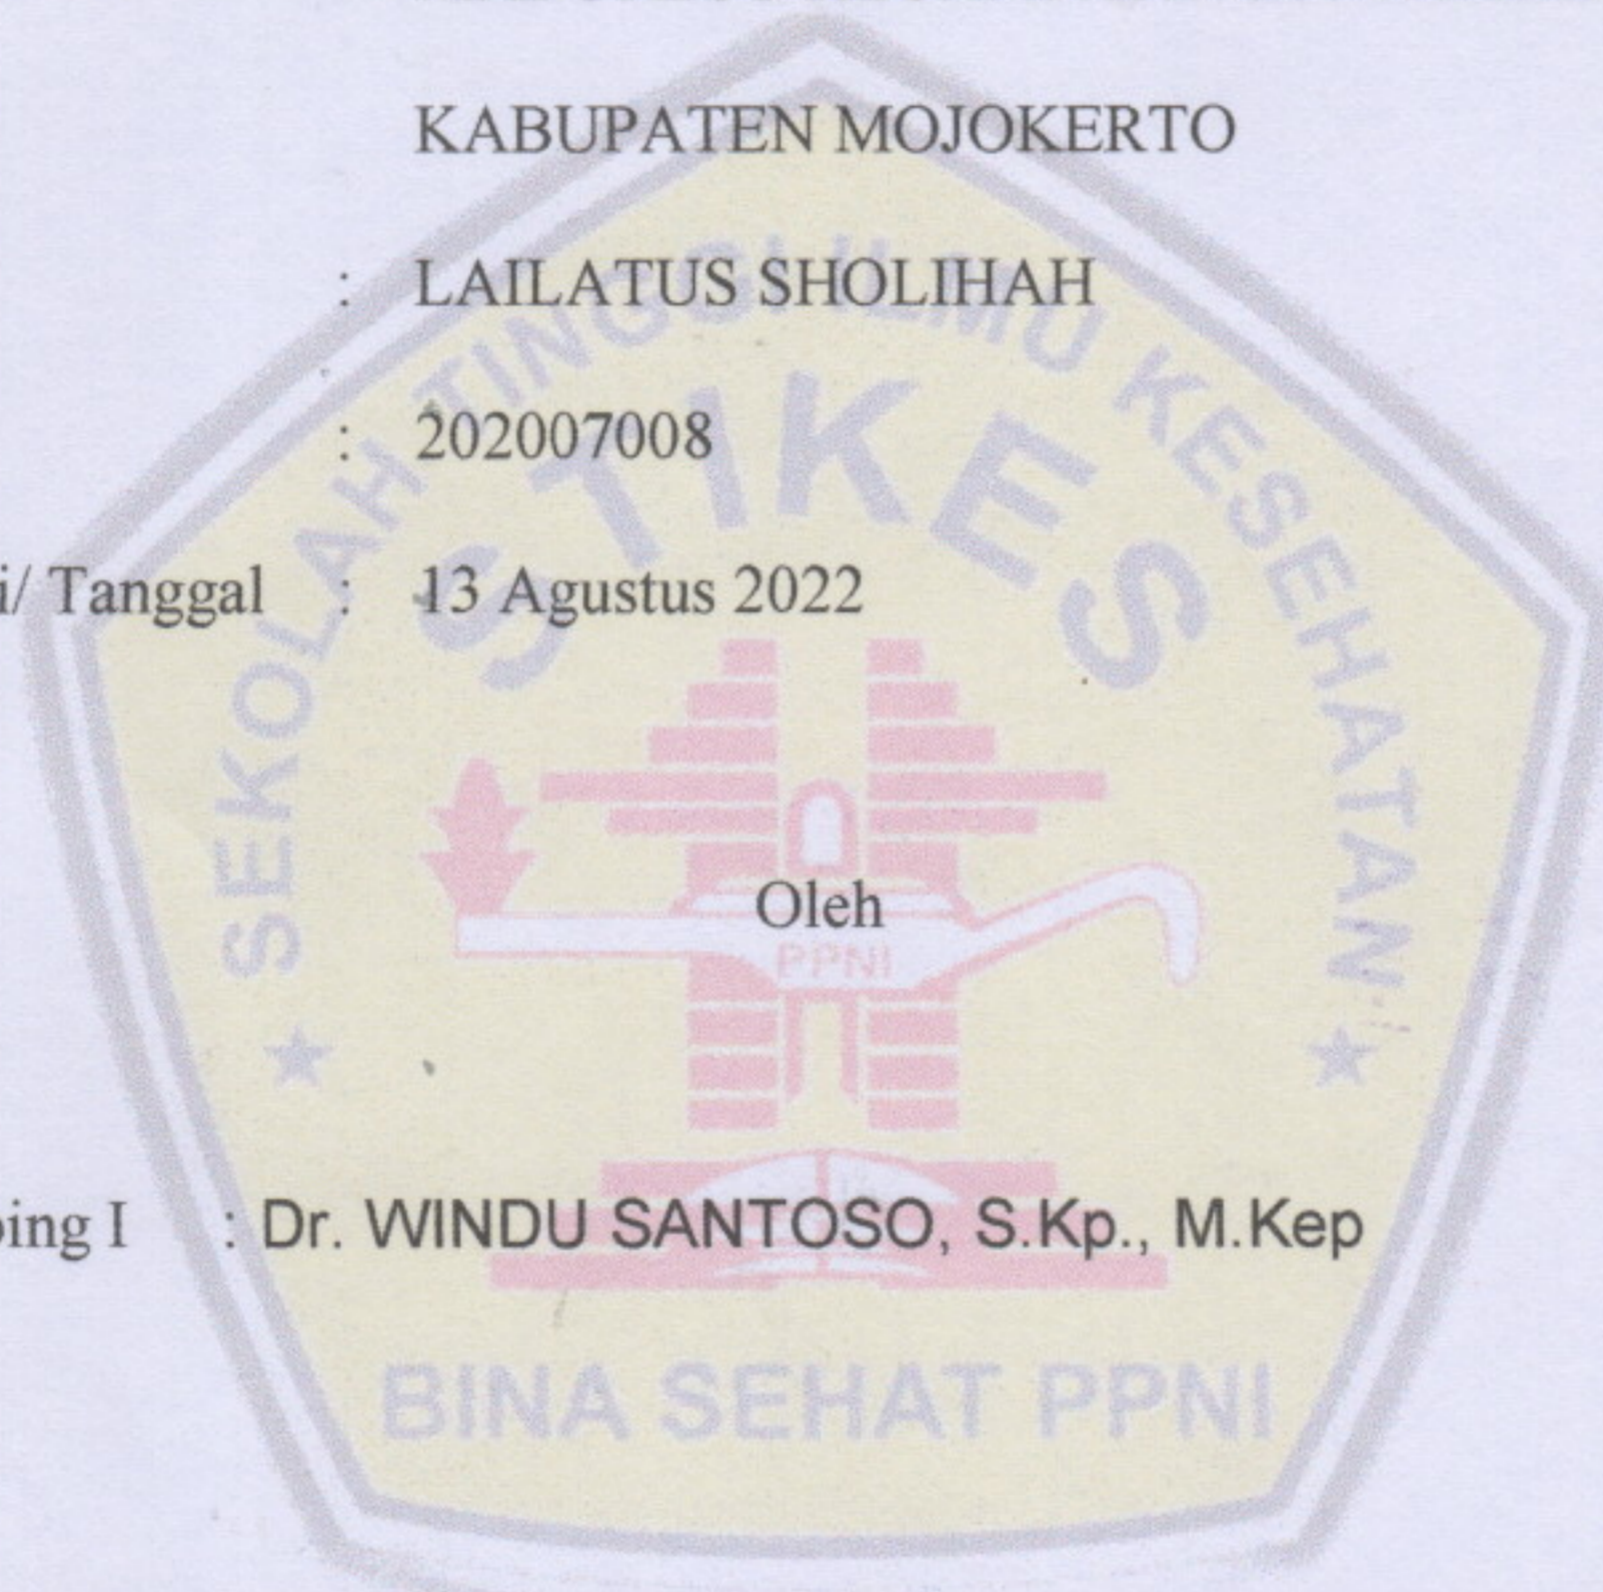 KABUPATEN MOJOKERTO
: LAILATUS SHOLIHAH
: 202007008
i/ Tanggal : 13 Agustus 2022
Oleh
ping I : Dr. WINDU SANTOSO, S.Kp., M.Kep
SEKOLAH TINGGI ILMU KESEHATAN
STIKES
PPNI
BINA SEHAT PPNI